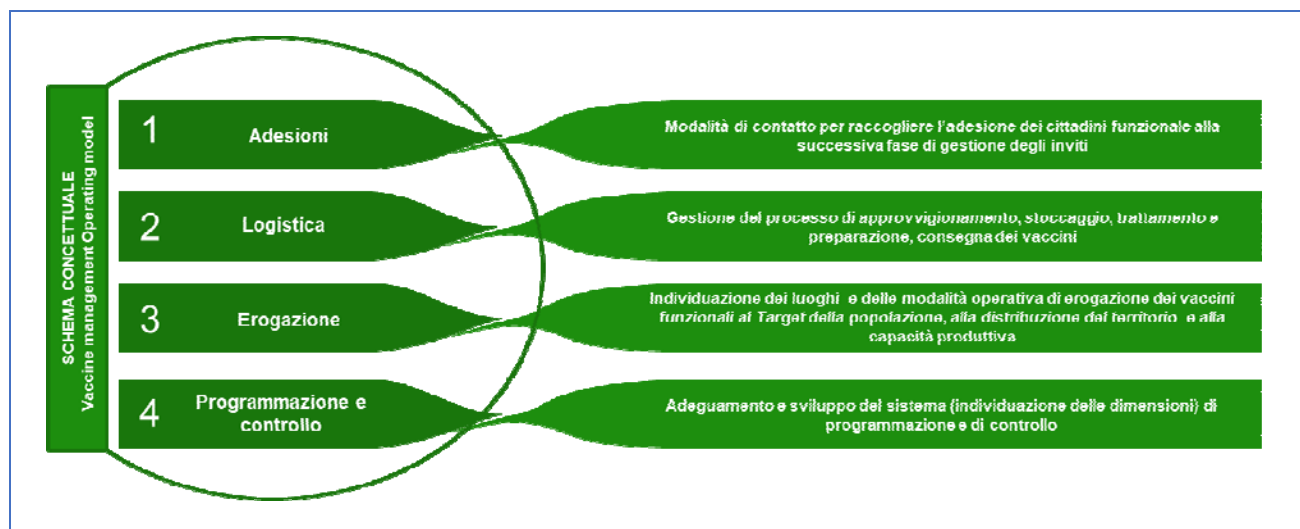 SCHEMA CONCETTUALE
Vaccine management Operating model
1
Adesioni
Modalità di contatto per raccogliere l'adesione dei cittadini funzionale alla
successiva fase di gestione degli inviti
2
Logistica
Gestione del processo di approvvigionamento, stoccaggio, trattamento e
preparazione, consegna dei vaccini
3
Erogazione
Individuazione dei luoghi e delle modalità operativa di erogazione dei vaccini
funzionali al Target della popolazione, alla distribuzione del territorio e alla
capacità produttiva
4
Programmazione e
controllo
Adeguamento e sviluppo del sistema (individuazione delle dimensioni) di
programmazione e di controllo